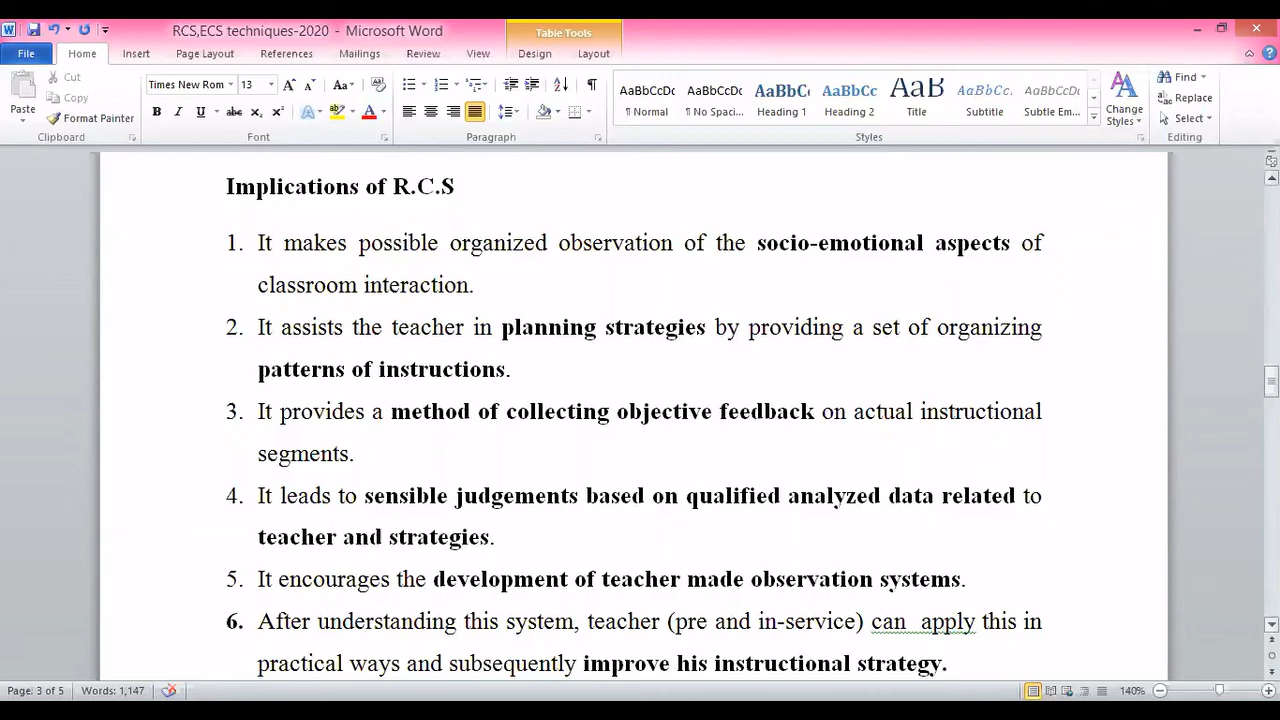 RCS,ECS techniques-2020 - Microsoft Word
Table Tools
File Home Insert Page Layout References Mailings Review View Design Layout
Paste
Cut
Copy
Format Painter
Clipboard
Times New Rom 13
Font
Paragraph
AaBbCcDc AaBbCcDc AaBbCc AaBbCc AaB AaBbCc. AaBbCcDc
¶ Normal ¶ No Spaci... Heading 1 Heading 2 Title Subtitle Subtle Em...
Change
Styles
Styles
Find
Replace
Select
Editing
Implications of R.C.S
1. It makes possible organized observation of the socio-emotional aspects of
classroom interaction.
2. It assists the teacher in planning strategies by providing a set of organizing
patterns of instructions.
3. It provides a method of collecting objective feedback on actual instructional
segments.
4. It leads to sensible judgements based on qualified analyzed data related to
teacher and strategies.
5. It encourages the development of teacher made observation systems.
6. After understanding this system, teacher (pre and in-service) can apply this in
practical ways and subsequently improve his instructional strategy.
Page: 3 of 5 Words: 1,147 140%